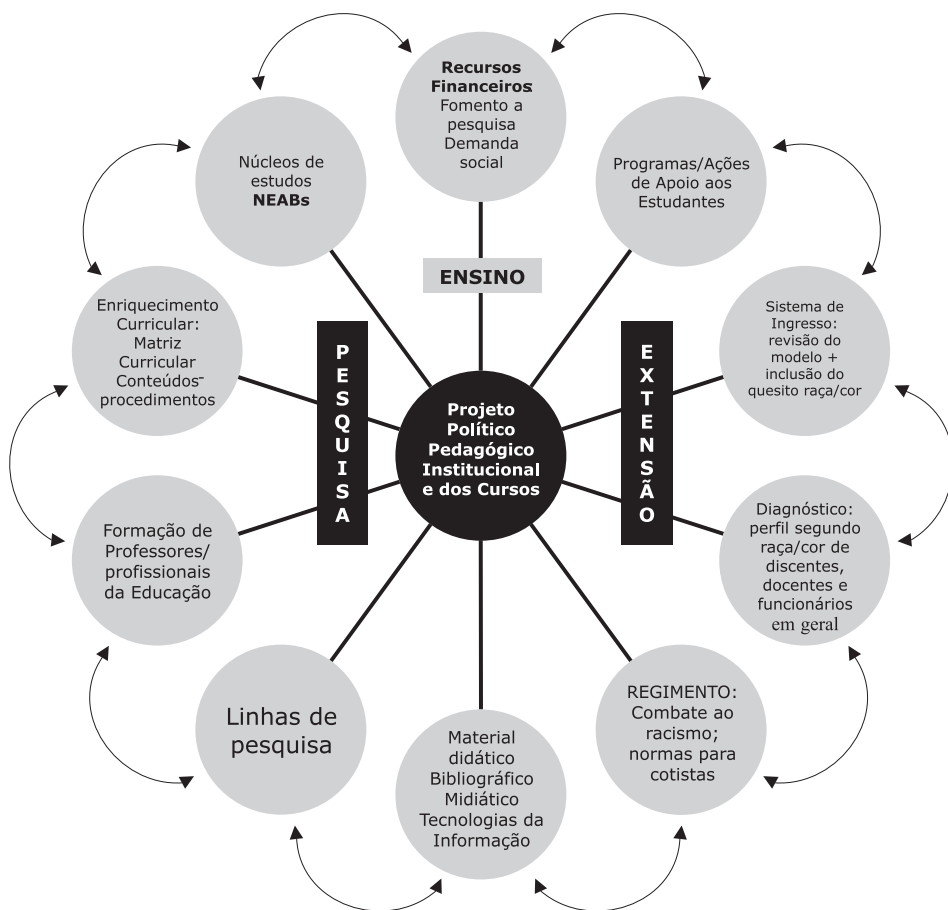 Recursos
Financeiros:
Fomento a
pesquisa
Demanda
social
Programas/Ações
de Apoio aos
Estudantes
Sistema de
Ingresso:
revisão do
modelo +
inclusão do
quesito raça/cor
Diagnóstico:
perfil segundo
raça/cor de
discentes,
docentes e
funcionários
em geral
REGIMENTO:
Combate ao
racismo;
normas para
cotistas
Material
didático
Bibliográfico
Midiático
Tecnologias da
Informação
Linhas de
pesquisa
Formação de
Professores/
profissionais
da Educação
Enriquecimento
Curricular:
Matriz
Curricular
Conteúdos-
procedimentos
Núcleos de
estudos
NEABs
ENSINO
PESQUISA
EXTENSÃO
Projeto
Político
Pedagógico
Institucional
e dos Cursos